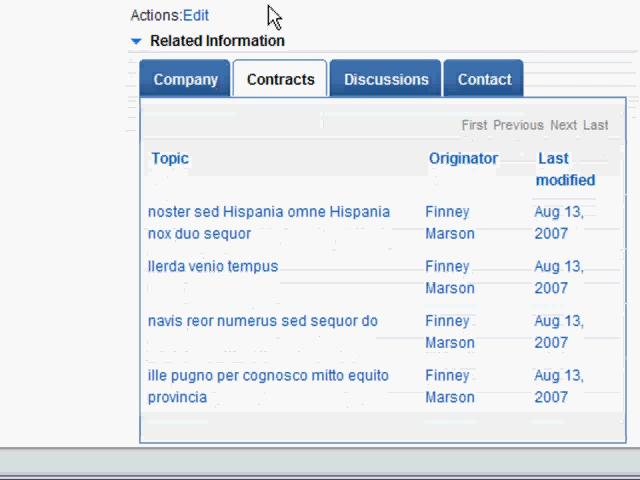 Actions:Edit
Related Information
Company Contracts Discussions Contact
First Previous Next Last
Topic Originator Last
modified
noster sed Hispania omne Hispania Finney Aug 13,
nox duo sequor Marson 2007
llerda venio tempus Finney Aug 13,
Marson 2007
navis reor numerus sed sequor do Finney Aug 13,
Marson 2007
ille pugno per cognosco mitto equito Finney Aug 13,
provincia Marson 2007